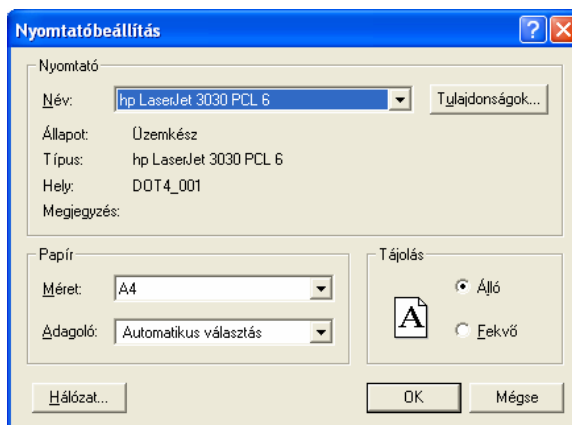 Nyomtatóbeállítás
Nyomtató
Név: hp LaserJet 3030 PCL 6 Tulajdonságok...
Állapot: Üzemkész
Típus: hp LaserJet 3030 PCL 6
Hely: DOT4_001
Megjegyzés:
Papír
Méret: A4
Adagoló: Automatikus választás
Tájolás
A
Álló
Fekvő
Hálózat... OK Mégse